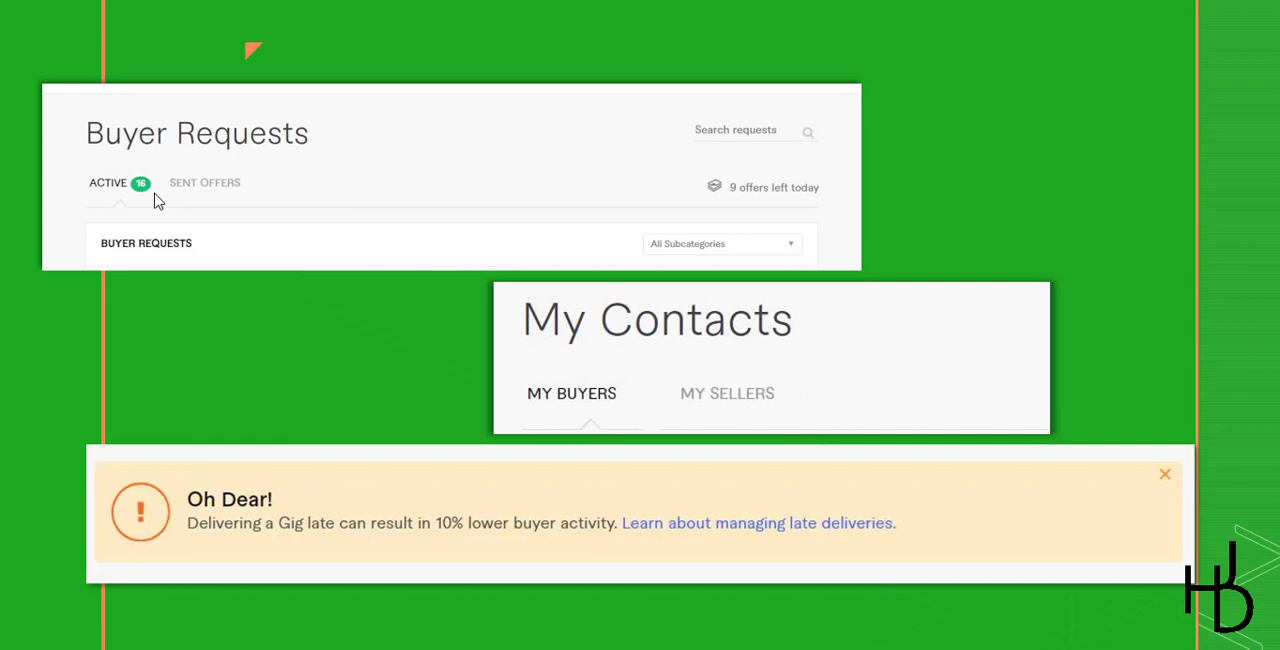 Buyer Requests
Search requests
ACTIVE 16 SENT OFFERS
9 offers left today
BUYER REQUESTS
All Subcategories
My Contacts
MY BUYERS MY SELLERS
!
Oh Dear!
Delivering a Gig late can result in 10% lower buyer activity. Learn about managing late deliveries.